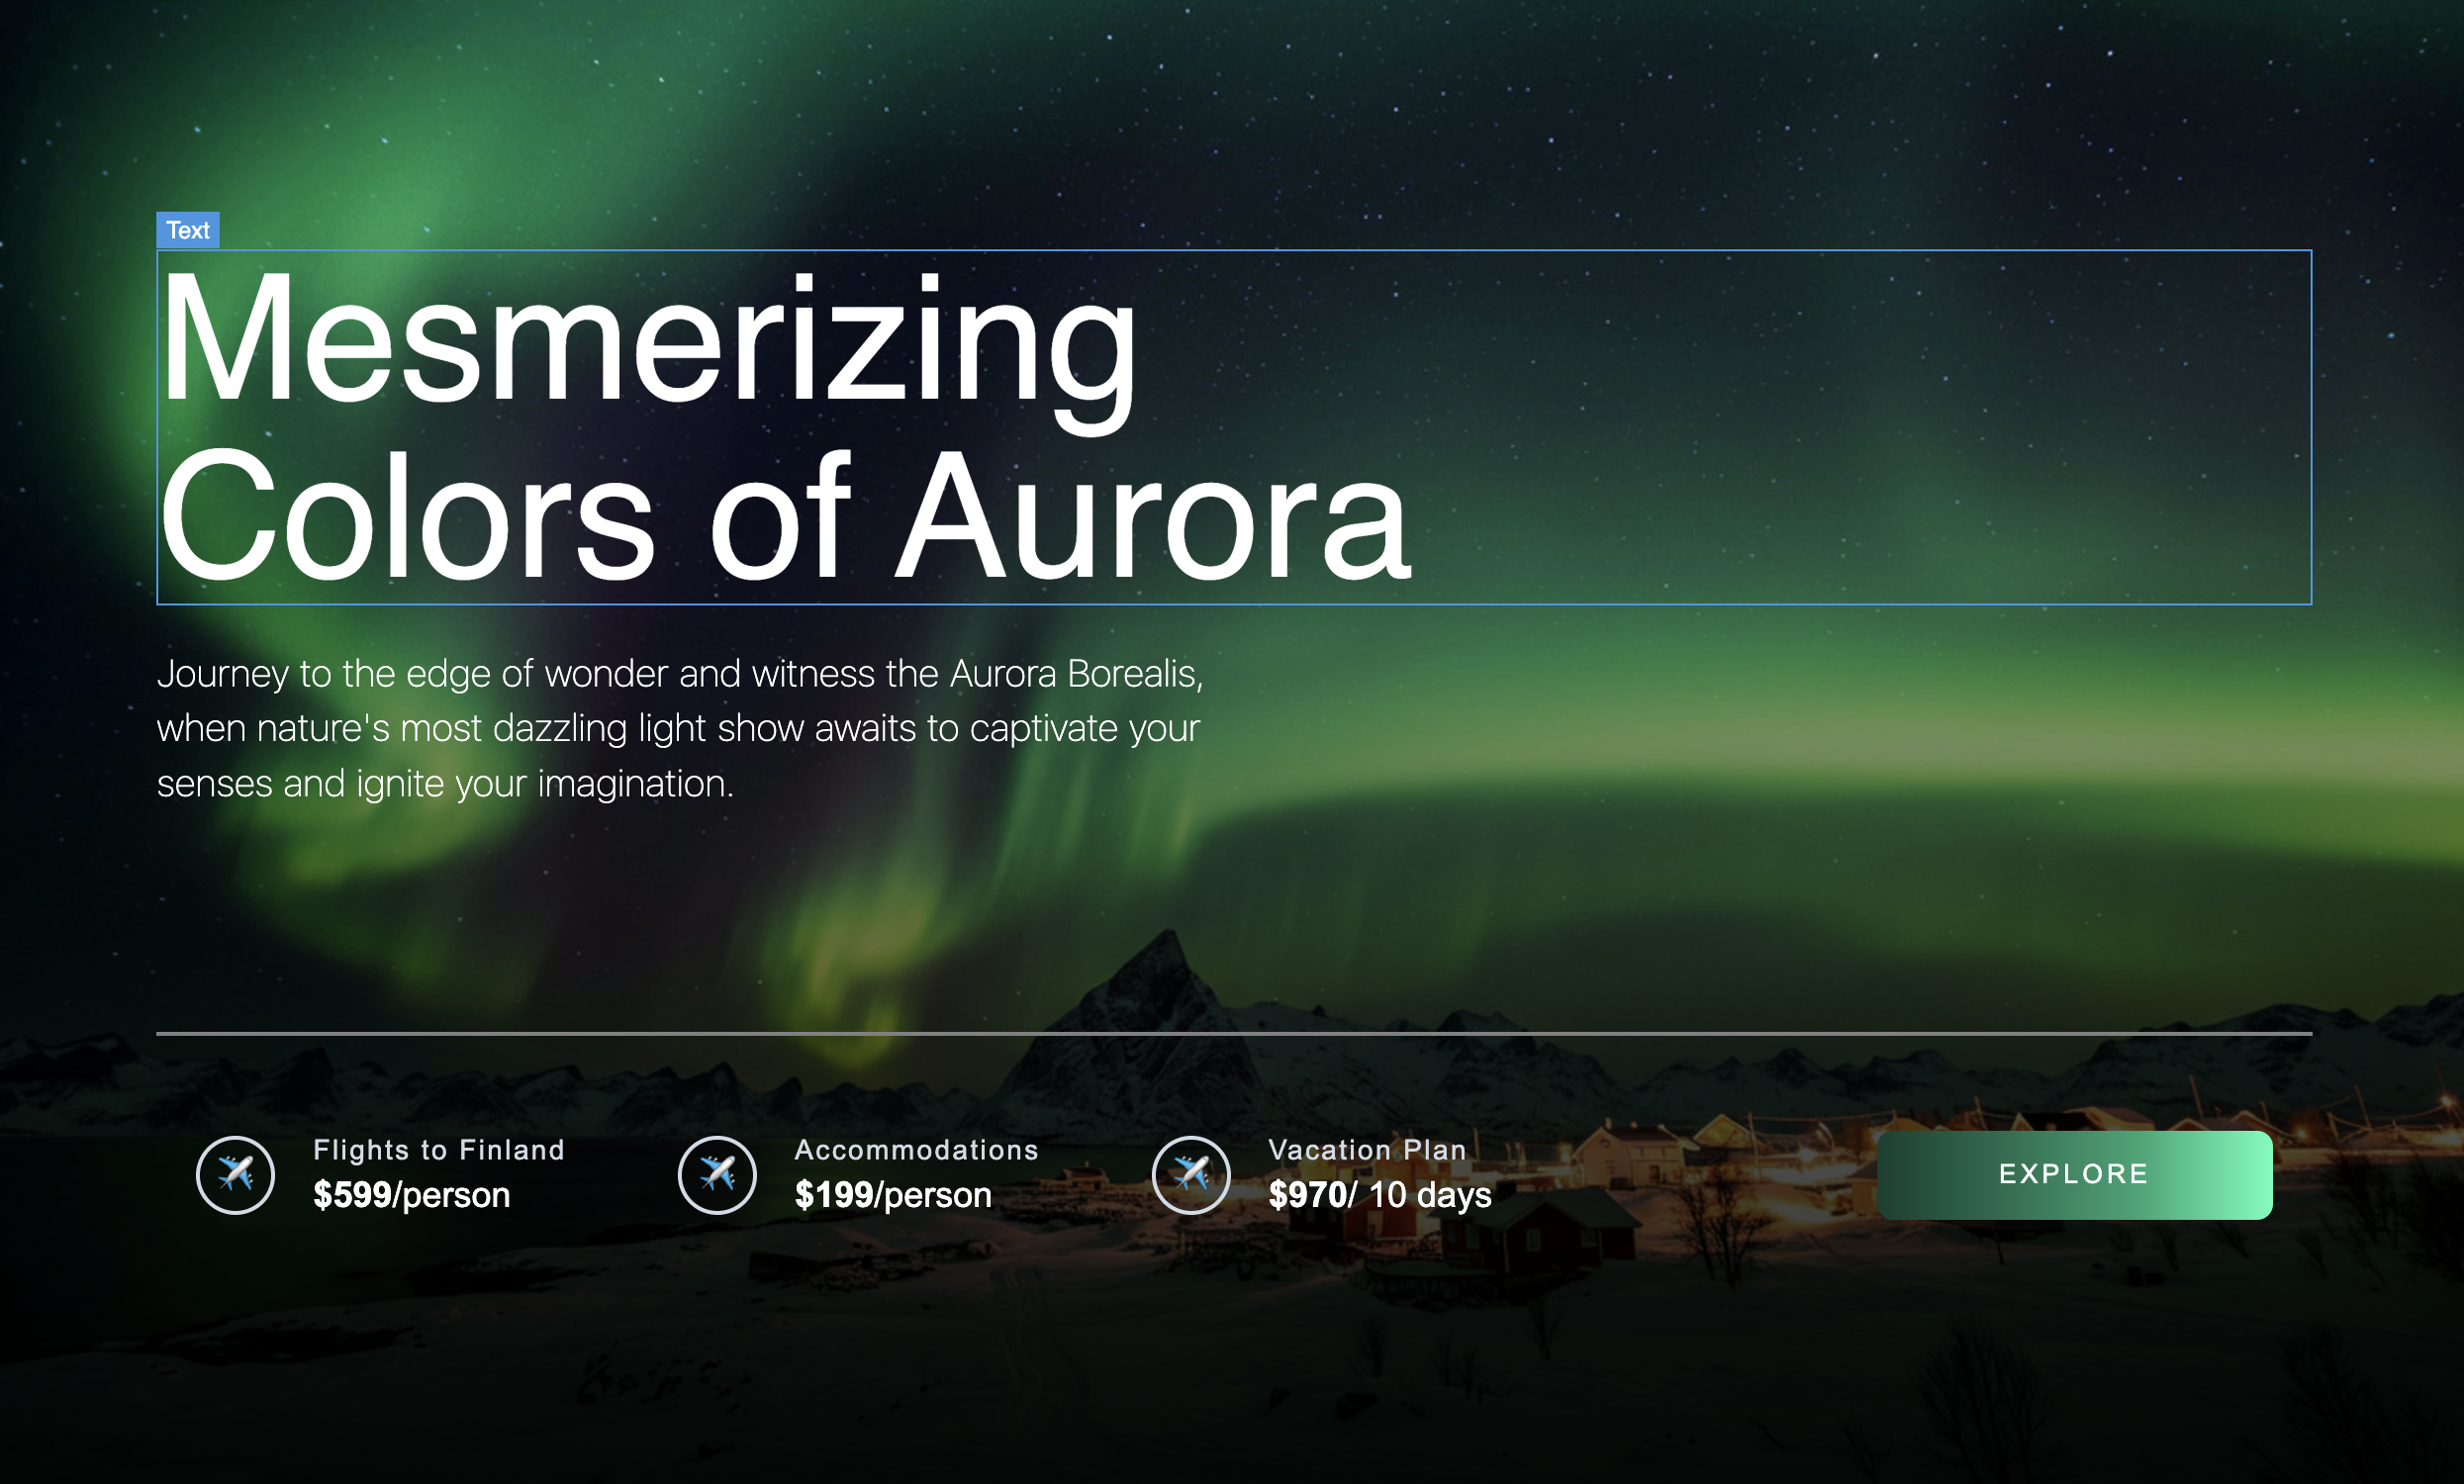 Text
Mesmerizing
Colors of Aurora
Journey to the edge of wonder and witness the Aurora Borealis,
when nature's most dazzling light show awaits to captivate your
senses and ignite your imagination.
Flights to Finland
$599/person
Accommodations
$199/person
Vacation Plan
$970/ 10 days
EXPLORE